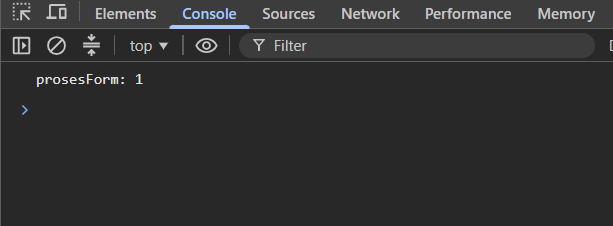 Elements Console Sources Network Performance Memory
top Filter
prosesForm: 1